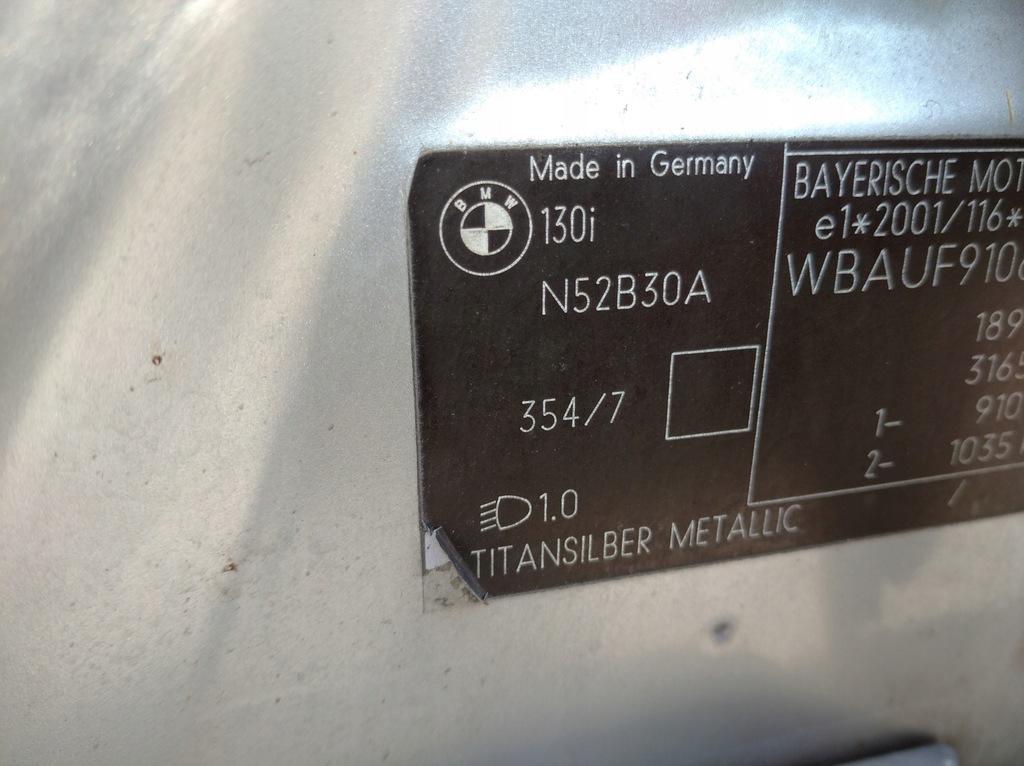 Made in Germany
BMW
130i
N52B30A
354/7
1.0
TITANSILBER METALLIC
BAYERISCHE MOT
e1*2001/116*
WBAUF910
189
3165
1- 910
2- 1035
/